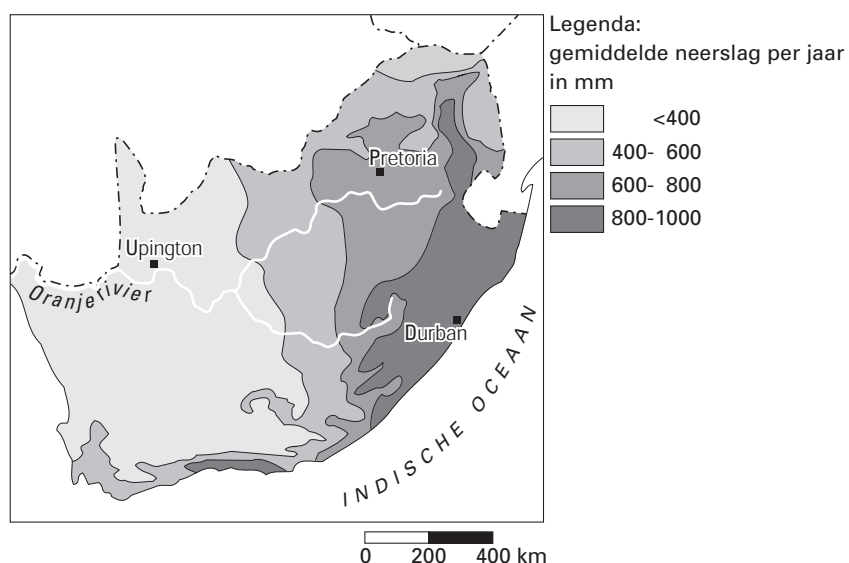 Legenda:
gemiddelde neerslag per jaar
in mm
<400
400- 600
600- 800
800-1000
Pretoria
Upington
Oranjerivier
Durban
INDISCHE OCEAAN
0 200 400 km